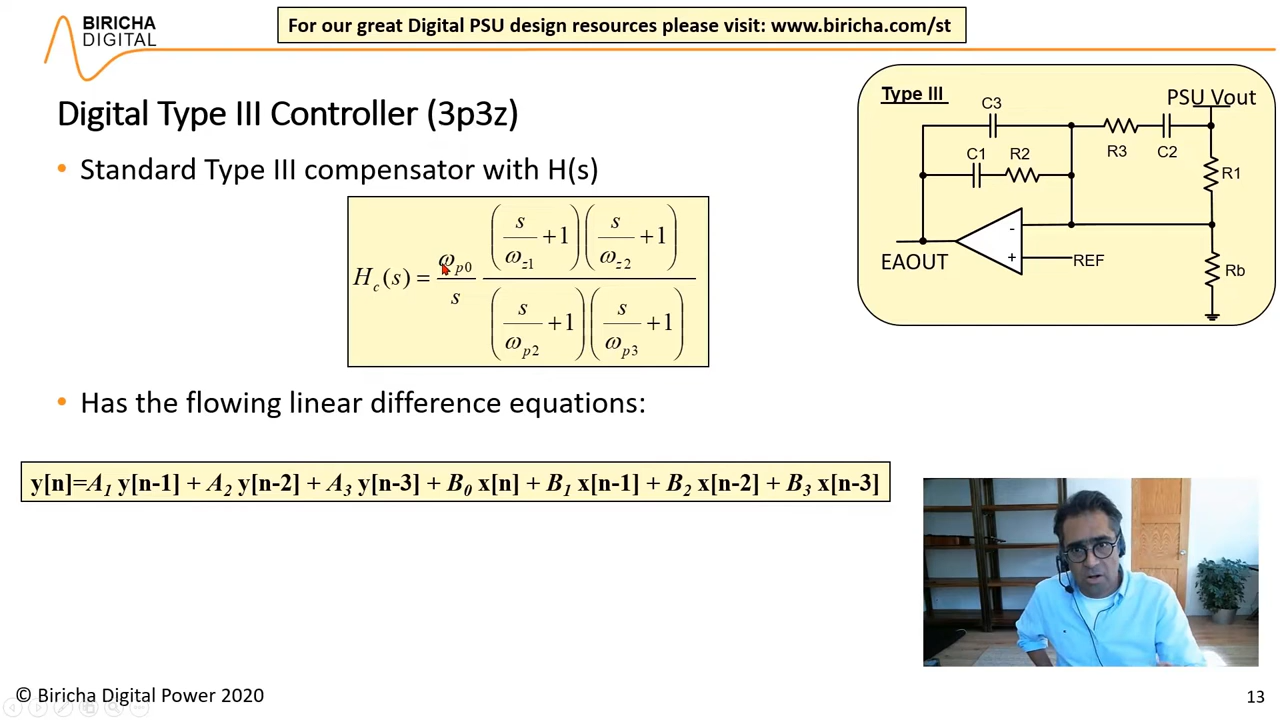 BIRICHA
DIGITAL
For our great Digital PSU design resources please visit: www.biricha.com/st
Digital Type III Controller (3p3z)
• Standard Type III compensator with H(s)
H_c(s) = ω_p0/s (s/ω_z1 +1)(s/ω_z2 +1) / (s/ω_p2 +1)(s/ω_p3 +1)
Type III
PSU Vout
C3
R3
C2
C1
R2
R1
-
+
EAOUT
REF
Rb
• Has the flowing linear difference equations:
y[n]=A₁ y[n-1] + A₂ y[n-2] + A₃ y[n-3] + B₀ x[n] + B₁ x[n-1] + B₂ x[n-2] + B₃ x[n-3]
© Biricha Digital Power 2020
13